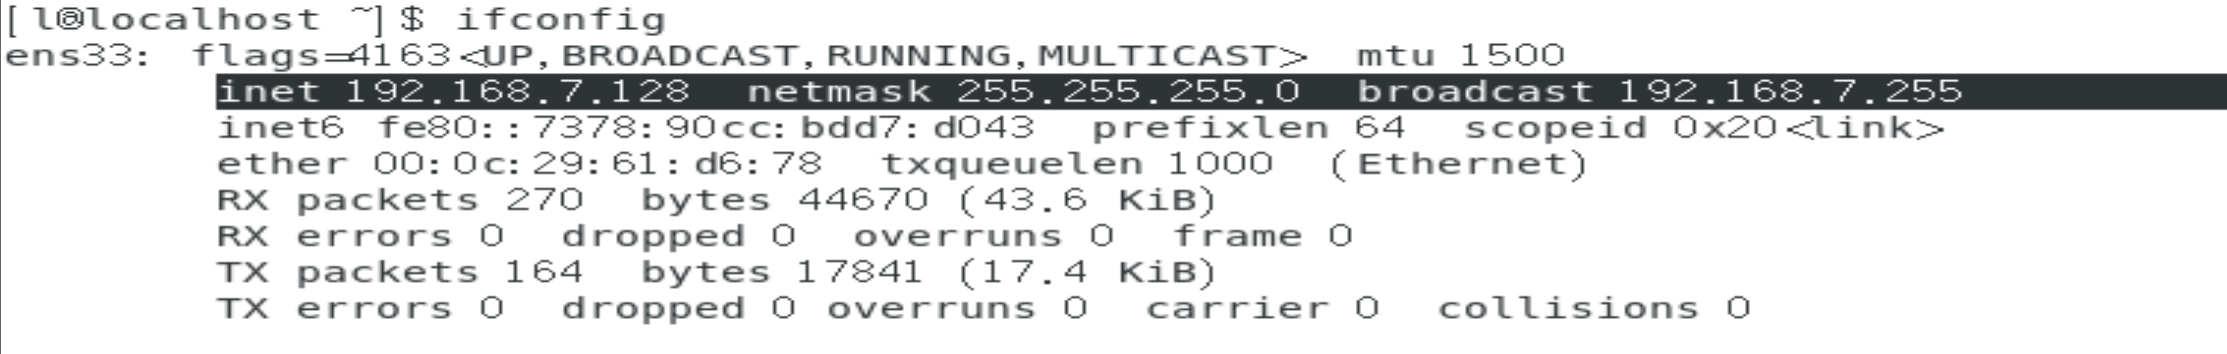 [l@localhost ~]$ ifconfig
ens33: flags=4163<UP,BROADCAST,RUNNING,MULTICAST>  mtu 1500
        inet 192.168.7.128  netmask 255.255.255.0  broadcast 192.168.7.255
        inet6 fe80::7378:90cc:bdd7:d043  prefixlen 64  scopeid 0x20<link>
        ether 00:0c:29:61:d6:78  txqueuelen 1000  (Ethernet)
        RX packets 270  bytes 44670 (43.6 KiB)
        RX errors 0  dropped 0  overruns 0  frame 0
        TX packets 164  bytes 17841 (17.4 KiB)
        TX errors 0  dropped 0 overruns 0  carrier 0  collisions 0